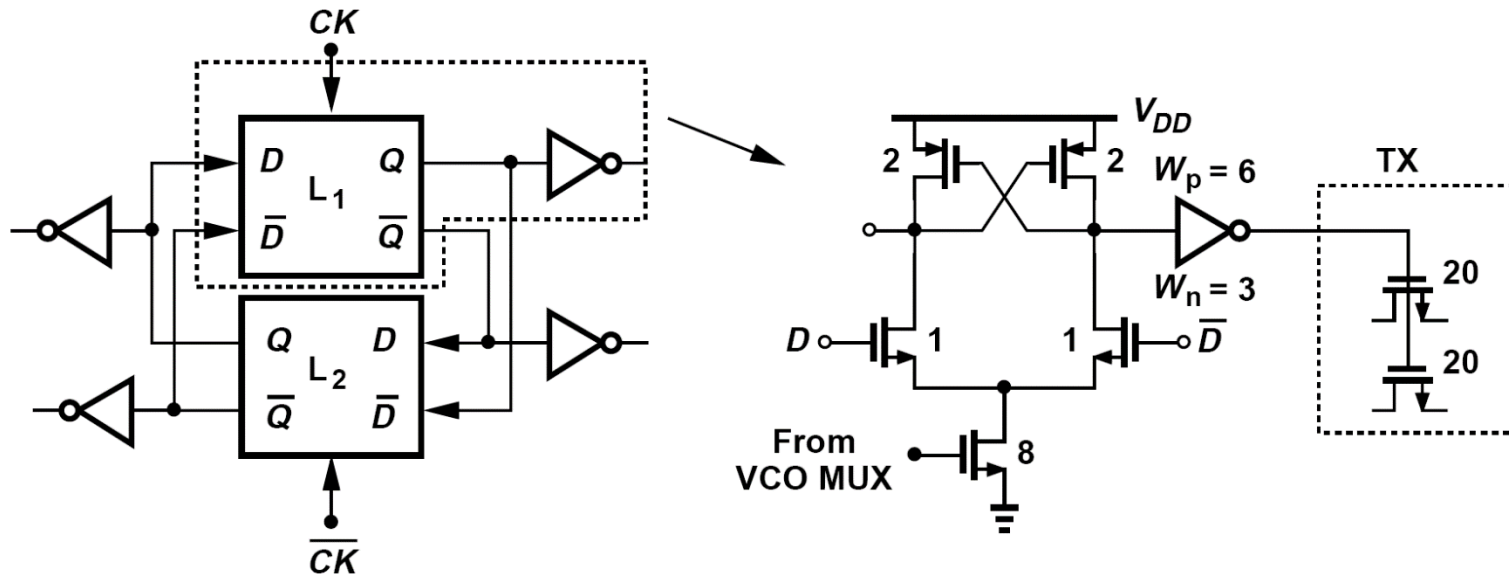 CK
D Q
L1
D̅ Q̅
Q D
L2
Q̅ D̅
C̅K̅
VDD
2 2
Wp = 6
Wn = 3
D 1 1 D̅
From
VCO MUX
8
TX
20
20